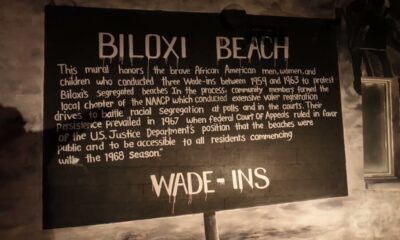 BILOXI BEACH
This mural honors the brave African American men, women, and
children who conducted three Wade-ins between 1959 and 1963 to protest
Biloxi's segregated beaches. In the process, community members formed the
local chapter of the NAACP which conducted extensive voter registration
drives to battle racial segregation at polls and in the courts. Their
persistence prevailed in 1967 when Federal Court Of Appeals ruled in favor
of the U.S. Justice Department's position that the beaches were
public and to be accessible to all residents commencing
with the 1968 Season."
WADE-INS